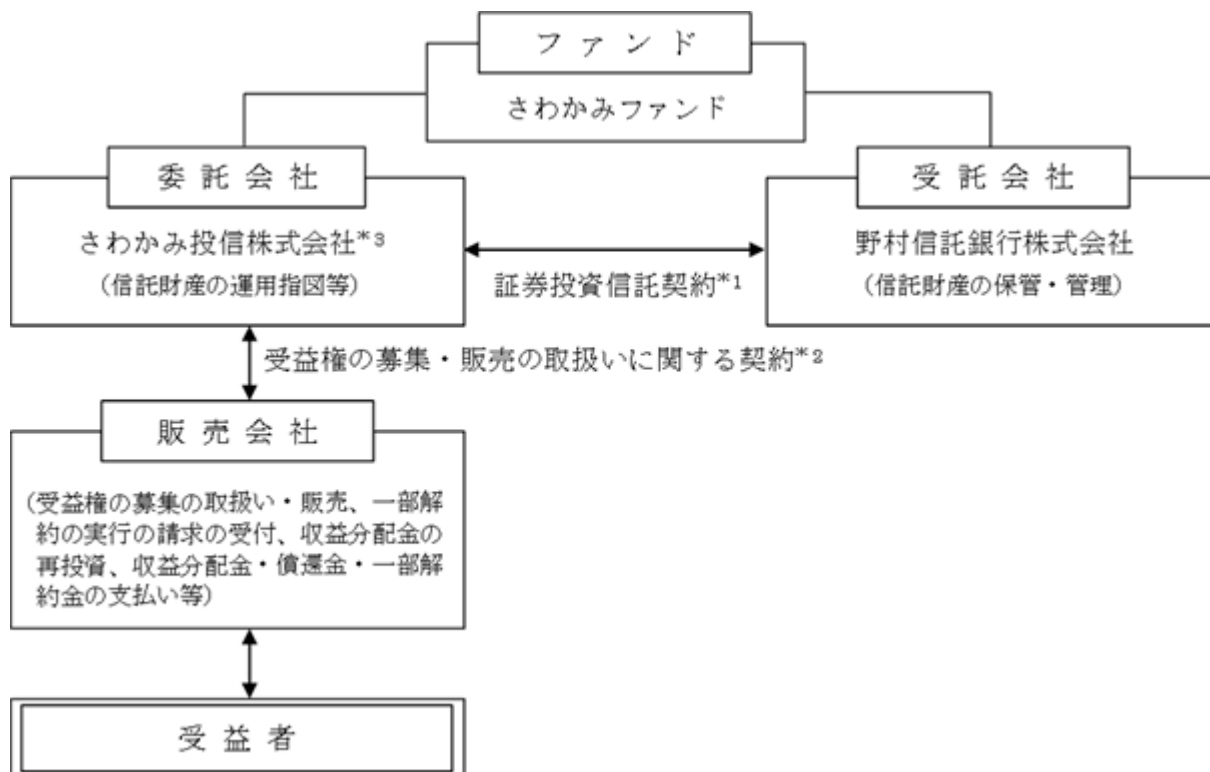 ファンド
さわかみファンド
委託会社
受託会社
さわかみ投信株式会社*3
(信託財産の運用指図等)
証券投資信託契約*1
野村信託銀行株式会社
(信託財産の保管・管理)
受益権の募集・販売の取扱いに関する契約*2
販売会社
(受益権の募集の取扱い・販売、一部解
約の実行の請求の受付、収益分配金の
再投資、収益分配金・償還金・一部解
約金の支払い等)
受益者